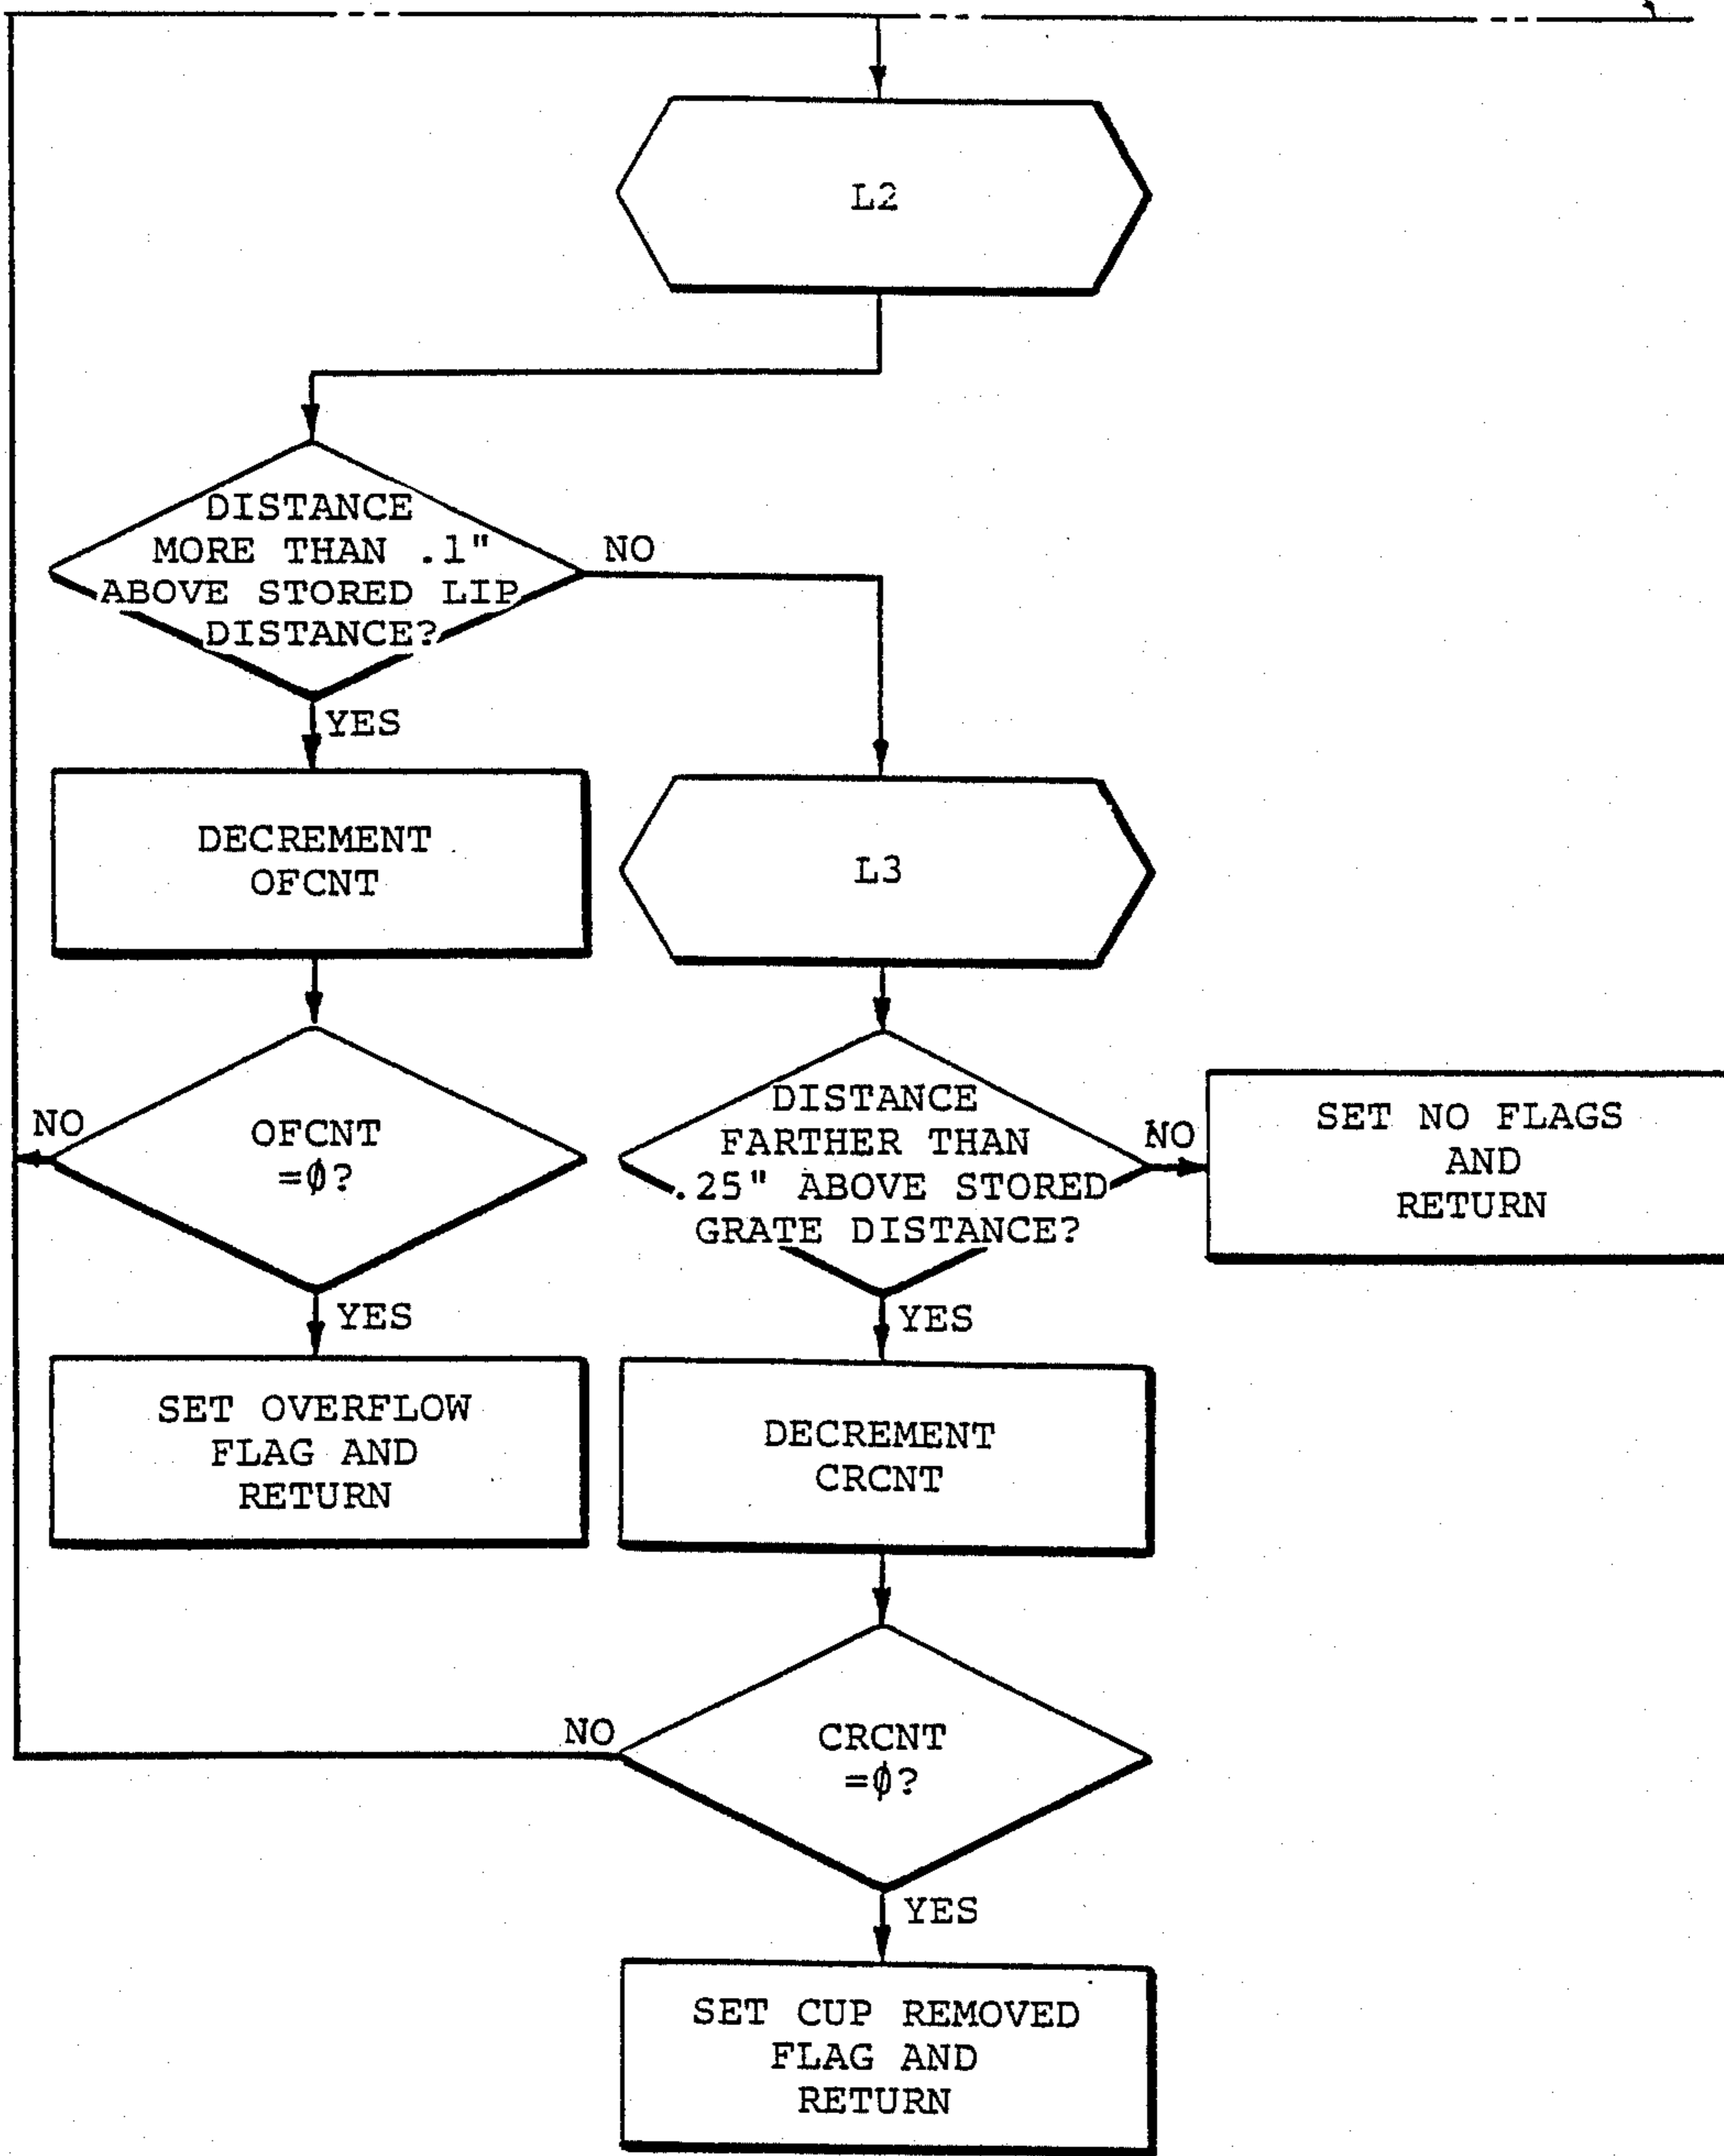 L2
DISTANCE
MORE THAN .1"
ABOVE STORED LIP
DISTANCE?
NO
YES
DECREMENT
OFCNT
L3
NO
OFCNT
=∅?
YES
SET OVERFLOW
FLAG AND
RETURN
DISTANCE
FARTHER THAN
.25" ABOVE STORED
GRATE DISTANCE?
NO
SET NO FLAGS
AND
RETURN
YES
DECREMENT
CRCNT
NO
CRCNT
=∅?
YES
SET CUP REMOVED
FLAG AND
RETURN